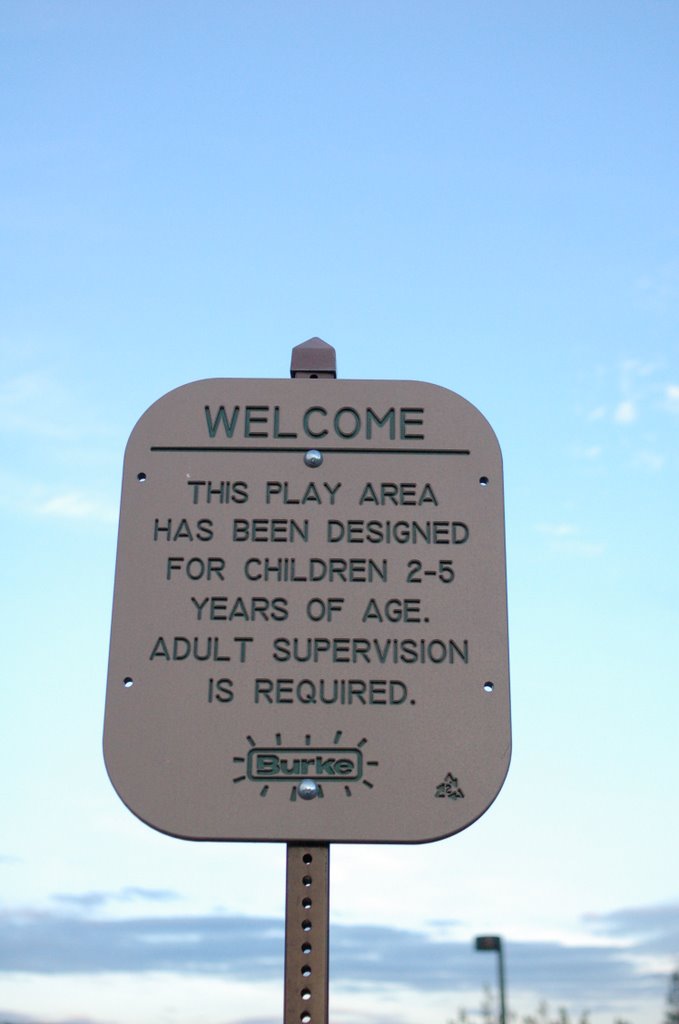 WELCOME
THIS PLAY AREA
HAS BEEN DESIGNED
FOR CHILDREN 2-5
YEARS OF AGE.
ADULT SUPERVISION
IS REQUIRED.
Burke